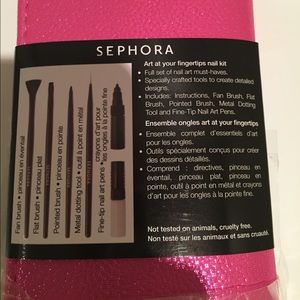 SEPHORA
Art at your fingertips nail kit
• Full set of nail art must-haves.
• Specially crafted tools to create detailed
designs.
• Includes: Instructions, Fan Brush, Flat
Brush, Pointed Brush, Metal Dotting
Tool and Fine-Tip Nail Art Pens.
Ensemble ongles art at your fingertips
• Ensemble complet d'essentiels d'art
pour les ongles.
• Outils spécialement conçus pour créer
des dessins détaillés.
• Comprend : directives, pinceau en
éventail, pinceau plat, pinceau en
pointe, outil à point en métal et crayons
d'art pour les ongles à pointe fine.
Not tested on animals, cruelty free.
Non testé sur les animaux et sans cruauté.
Fan brush • pinceau en
éventail
Flat brush • pinceau plat
Pointed brush • pinceau en pointe
Metal dotting tool • outil à point en métal
Fine-tip nail art pens • crayons d'art pour
les ongles à pointe fine